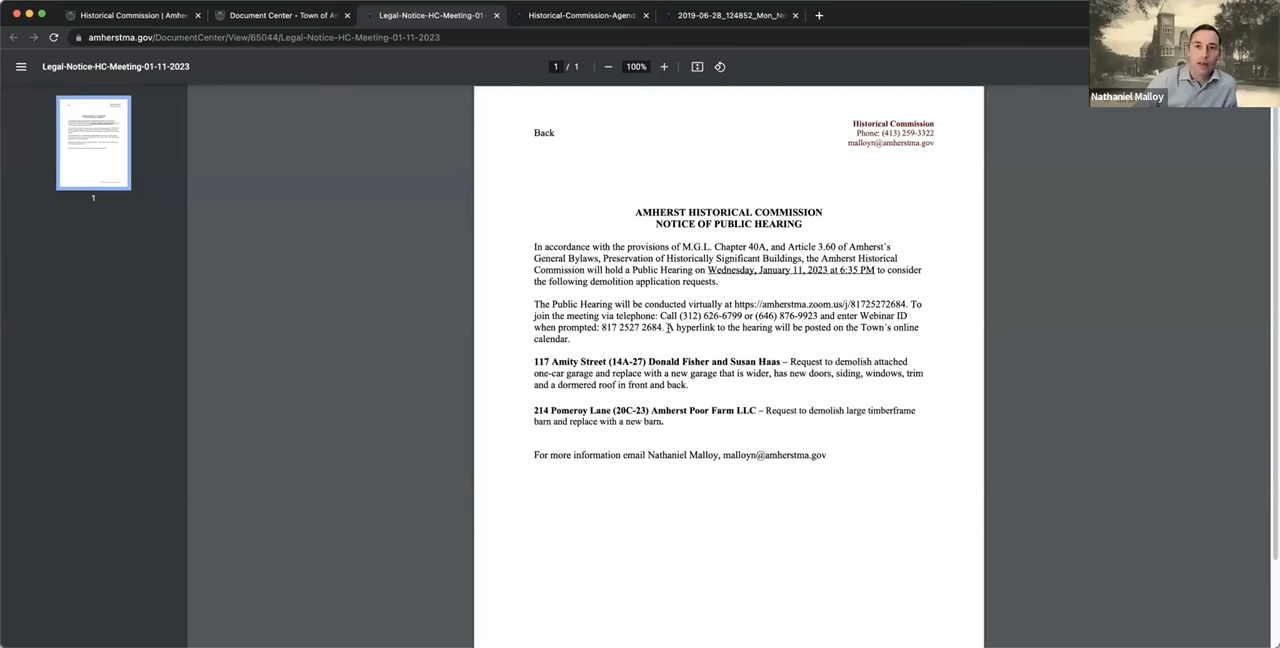 Historical Commission | Amhe
Document Center • Town of A
Legal-Notice-HC-Meeting-01-
Historical-Commission-Agend
2019-06-28_124852_Mon_No
amherstma.gov/DocumentCenter/View/65044/Legal-Notice-HC-Meeting-01-11-2023
Legal-Notice-HC-Meeting-01-11-2023
1 / 1
100%
Nathaniel Malloy
1
Back
Historical Commission
Phone: (413) 259-3322
malloyn@amherstma.gov
AMHERST HISTORICAL COMMISSION
NOTICE OF PUBLIC HEARING
In accordance with the provisions of M.G.L. Chapter 40A, and Article 3.60 of Amherst's
General Bylaws, Preservation of Historically Significant Buildings, the Amherst Historical
Commission will hold a Public Hearing on Wednesday, January 11, 2023 at 6:35 PM to consider
the following demolition application requests.
The Public Hearing will be conducted virtually at https://amherstma.zoom.us/j/81725272684. To
join the meeting via telephone: Call (312) 626-6799 or (646) 876-9923 and enter Webinar ID
when prompted: 817 2527 2684. A hyperlink to the hearing will be posted on the Town's online
calendar.
117 Amity Street (14A-27) Donald Fisher and Susan Haas – Request to demolish attached
one-car garage and replace with a new garage that is wider, has new doors, siding, windows, trim
and a dormered roof in front and back.
214 Pomeroy Lane (20C-23) Amherst Poor Farm LLC – Request to demolish large timberframe
barn and replace with a new barn.
For more information email Nathaniel Malloy, malloyn@amherstma.gov